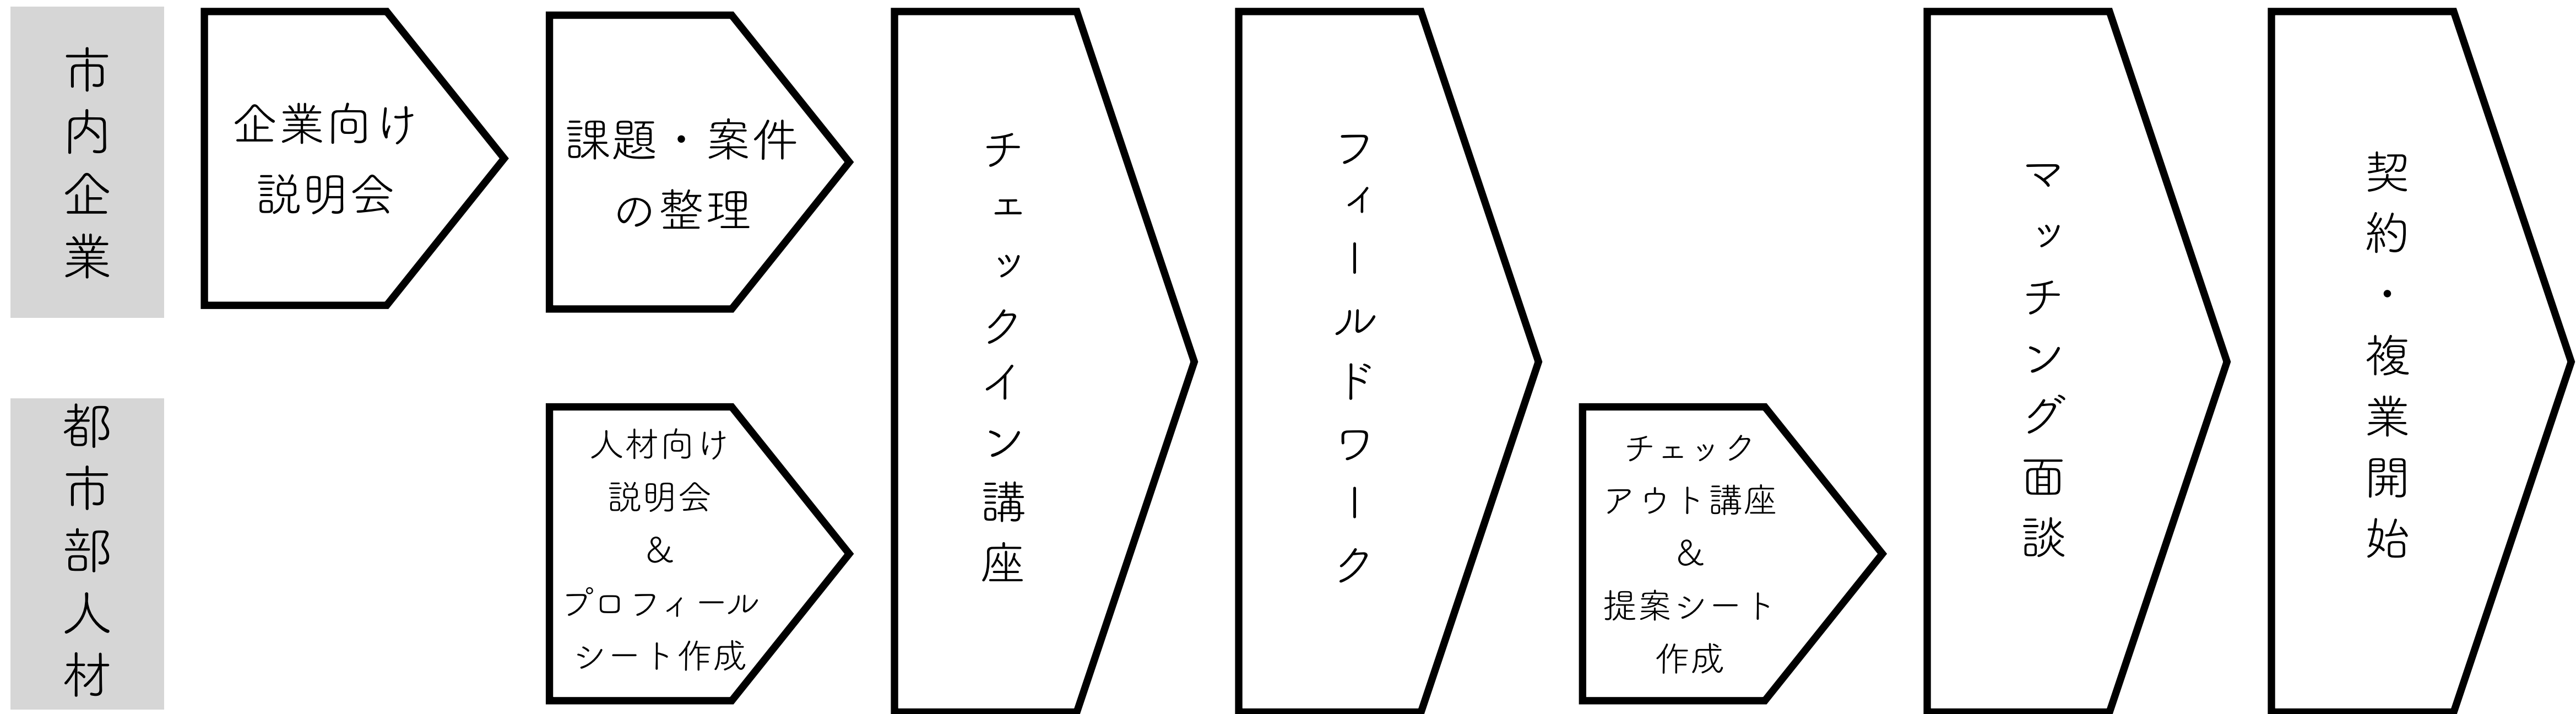 市内企業
企業向け
説明会
課題・案件
の整理
都市部人材
人材向け
説明会
&
プロフィール
シート作成
チェックイン講座
フィールドワーク
チェック
アウト講座
&
提案シート
作成
マッチング面談
契約・複業開始